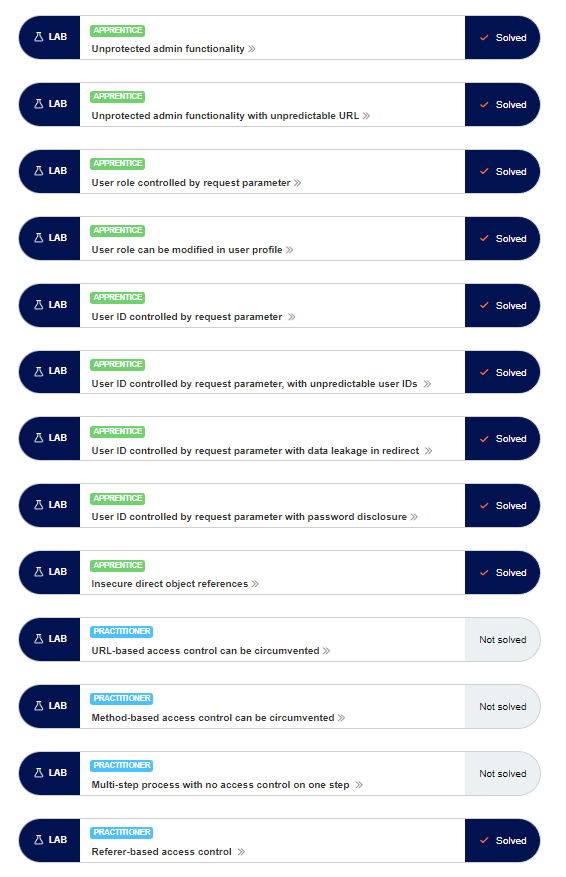 APPRENTICE
LAB Unprotected admin functionality Solved
APPRENTICE
LAB Unprotected admin functionality with unpredictable URL Solved
APPRENTICE
LAB User role controlled by request parameter Solved
APPRENTICE
LAB User role can be modified in user profile Solved
APPRENTICE
LAB User ID controlled by request parameter Solved
APPRENTICE
LAB User ID controlled by request parameter, with unpredictable user IDs Solved
APPRENTICE
LAB User ID controlled by request parameter with data leakage in redirect Solved
APPRENTICE
LAB User ID controlled by request parameter with password disclosure Solved
APPRENTICE
LAB Insecure direct object references Solved
PRACTITIONER
LAB URL-based access control can be circumvented Not solved
PRACTITIONER
LAB Method-based access control can be circumvented Not solved
PRACTITIONER
LAB Multi-step process with no access control on one step Not solved
PRACTITIONER
LAB Referer-based access control Solved